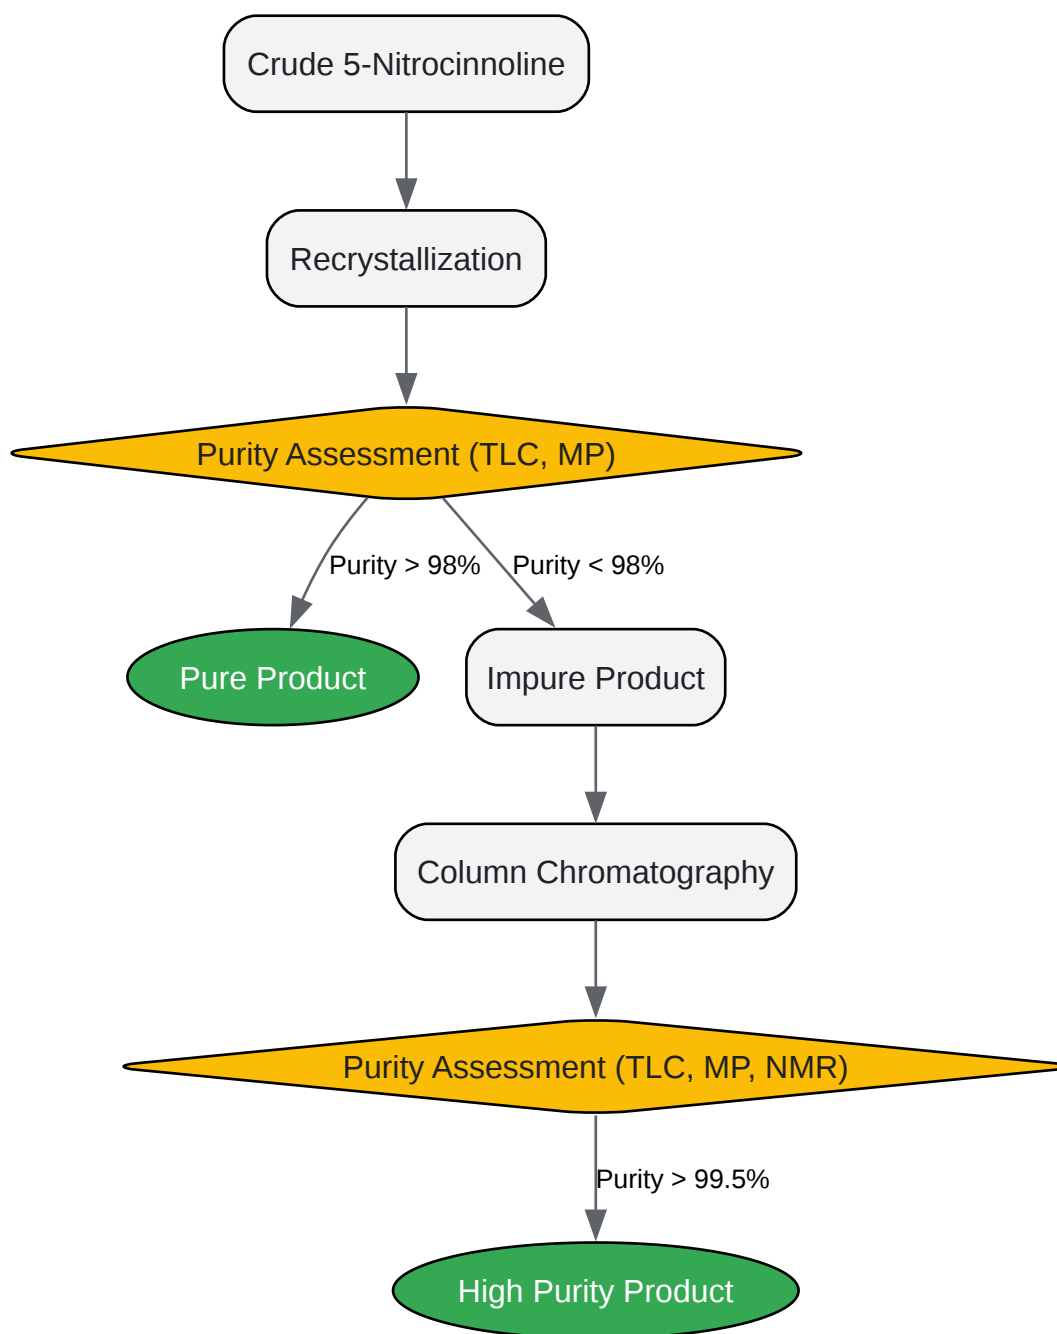 Crude 5-Nitrocinnoline
Recrystallization
Purity Assessment (TLC, MP)
Purity > 98%
Purity < 98%
Pure Product
Impure Product
Column Chromatography
Purity Assessment (TLC, MP, NMR)
Purity > 99.5%
High Purity Product